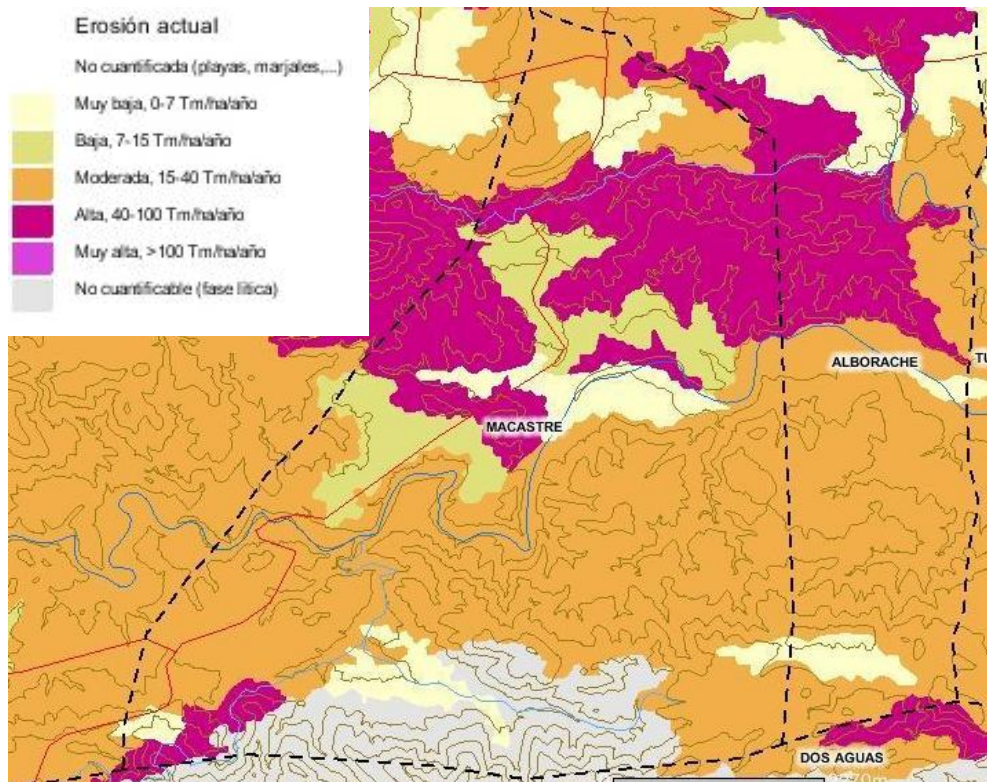 Erosión actual
No cuantificada (playas, marjales,...)
Muy baja, 0-7 Tm/ha/año
Baja, 7-15 Tm/ha/año
Moderada, 15-40 Tm/ha/año
Alta, 40-100 Tm/ha/año
Muy alta, >100 Tm/ha/año
No cuantificable (fase lítica)
ALBORACHE
TU
MACASTRE
DOS AGUAS